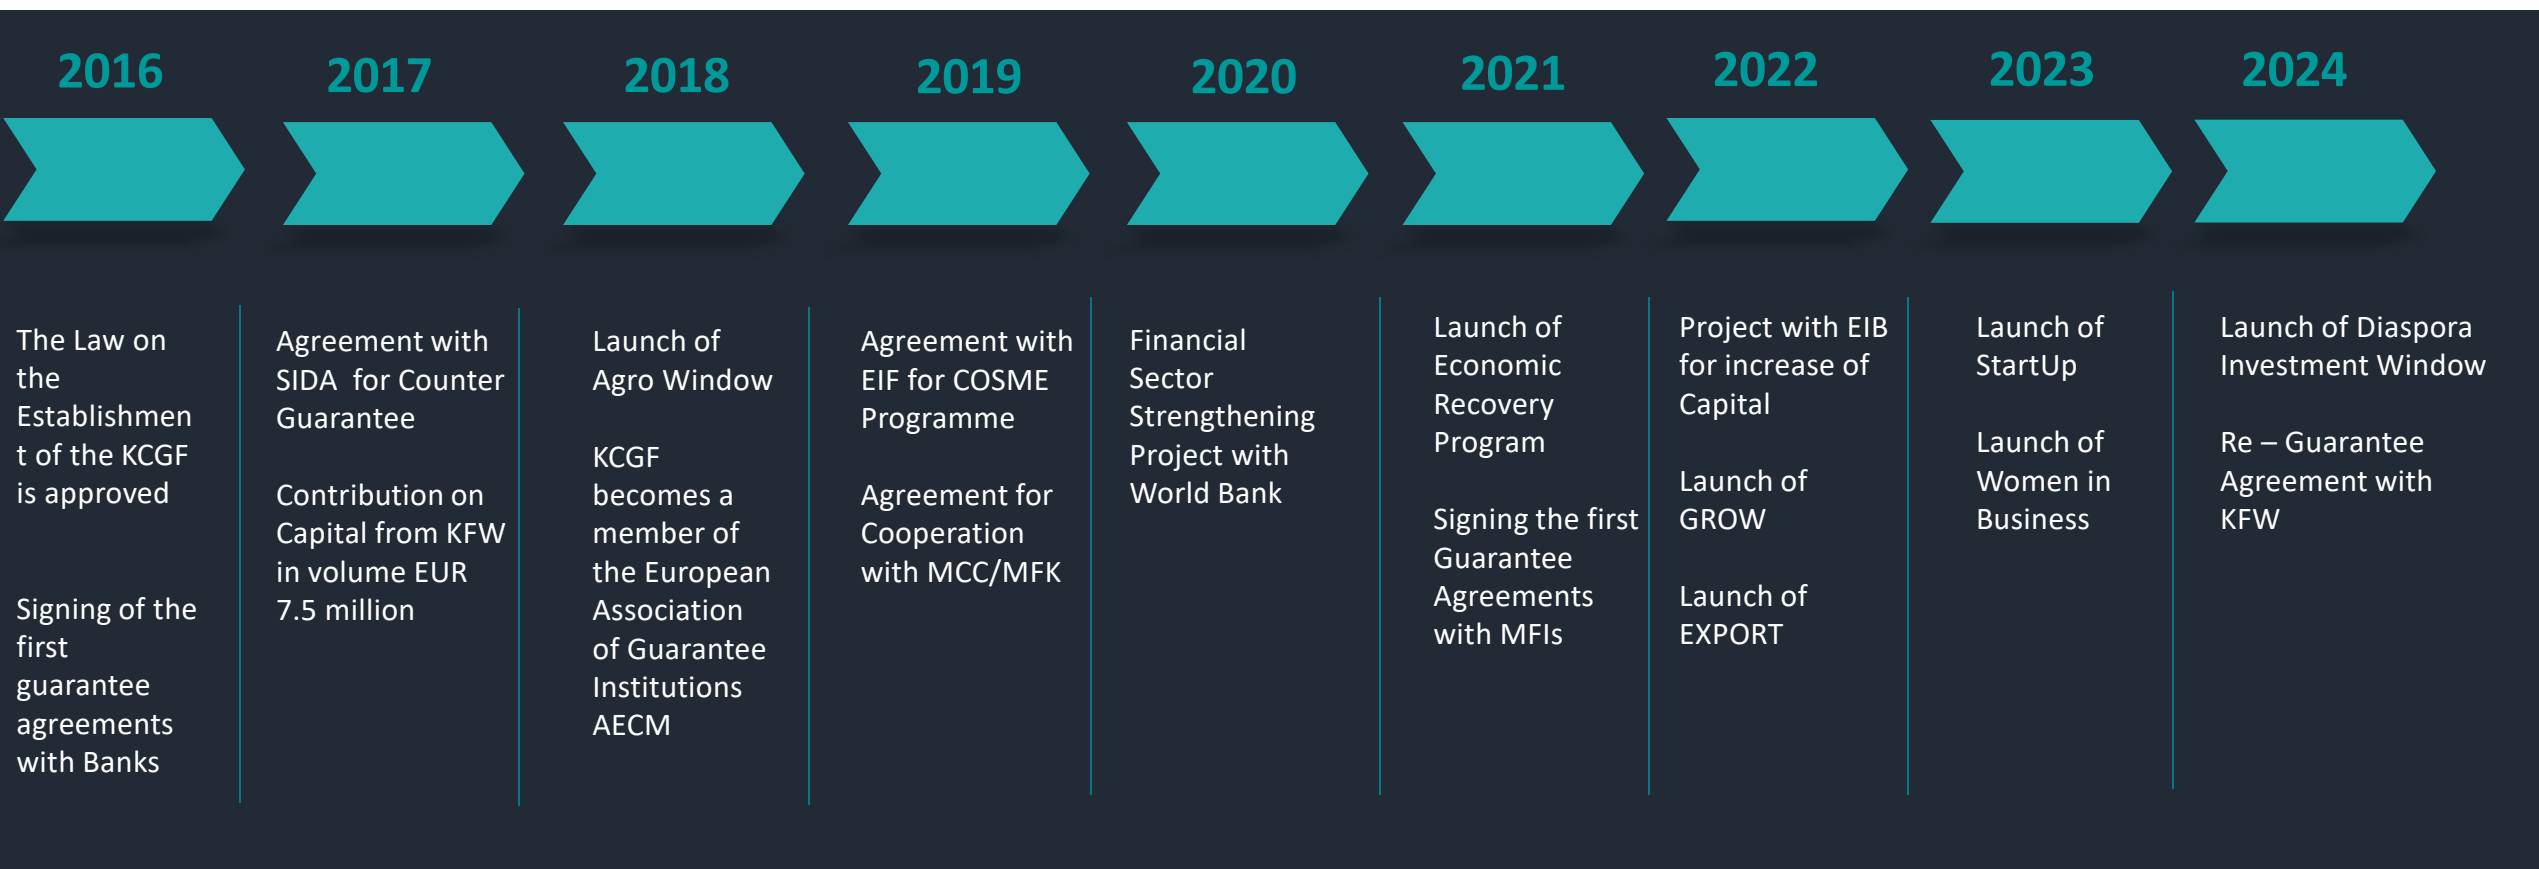 2016
2017
2018
2019
2020
2021
2022
2023
2024
The Law on
the
Establishmen
t of the KCGF
is approved
Signing of the
first
guarantee
agreements
with Banks
Agreement with
SIDA  for Counter
Guarantee
Contribution on
Capital from KFW
in volume EUR
7.5 million
Launch of
Agro Window
KCGF
becomes a
member of
the European
Association
of Guarantee
Institutions
AECM
Agreement with
EIF for COSME
Programme
Agreement for
Cooperation
with MCC/MFK
Financial
Sector
Strengthening
Project with
World Bank
Launch of
Economic
Recovery
Program
Signing the first
Guarantee
Agreements
with MFIs
Project with EIB
for increase of
Capital
Launch of
GROW
Launch of
EXPORT
Launch of
StartUp
Launch of
Women in
Business
Launch of Diaspora
Investment Window
Re – Guarantee
Agreement with
KFW